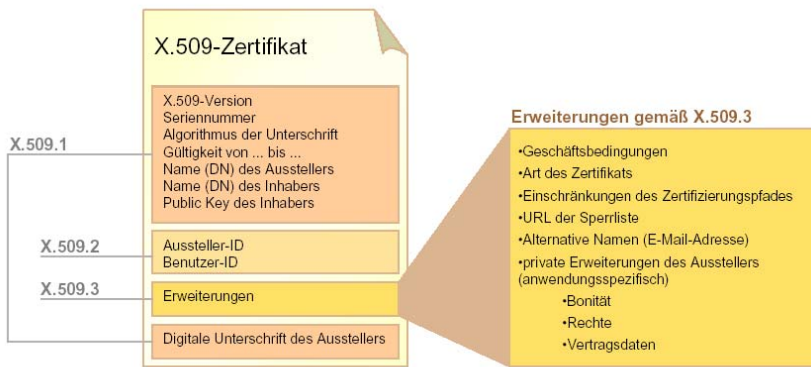 X.509-Zertifikat
X.509.1
X.509-Version
Seriennummer
Algorithmus der Unterschrift
Gültigkeit von ... bis ...
Name (DN) des Ausstellers
Name (DN) des Inhabers
Public Key des Inhabers
X.509.2
Aussteller-ID
Benutzer-ID
X.509.3
Erweiterungen
Digitale Unterschrift des Ausstellers
Erweiterungen gemäß X.509.3
•Geschäftsbedingungen
•Art des Zertifikats
•Einschränkungen des Zertifizierungspfades
•URL der Sperrliste
•Alternative Namen (E-Mail-Adresse)
•private Erweiterungen des Ausstellers
(anwendungsspezifisch)
•Bonität
•Rechte
•Vertragsdaten